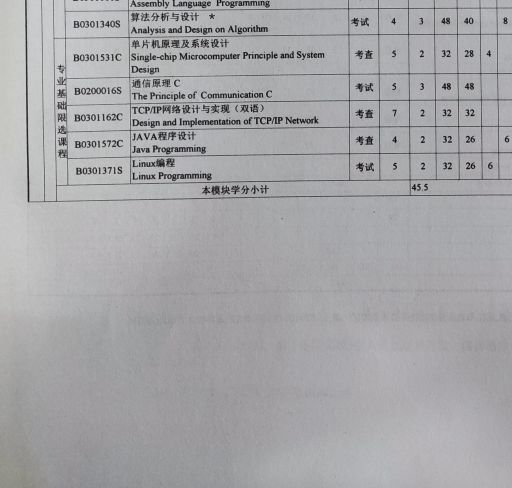 Assembly Language Programming
B0301340S 算法分析与设计 * 考试 4 3 48 40 8
Analysis and Design on Algorithm
专业基础限选课程
B0301531C 单片机原理及系统设计 考查 5 2 32 28 4
Single-chip Microcomputer Principle and System
Design
B0200016S 通信原理 C 考试 5 3 48 48
The Principle of Communication C
B0301162C TCP/IP网络设计与实现（双语） 考查 7 2 32 32
Design and Implementation of TCP/IP Network
B0301572C JAVA程序设计 考查 4 2 32 26 6
Java Programming
B0301371S Linux编程 考试 5 2 32 26 6
Linux Programming
本模块学分小计 45.5